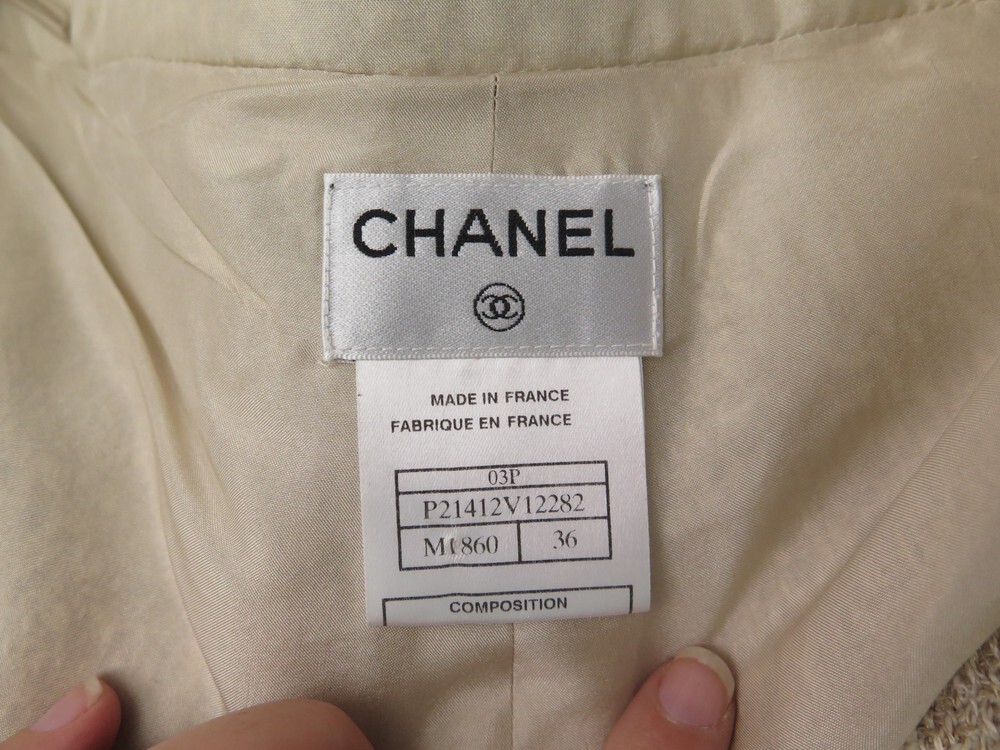 CHANEL
MADE IN FRANCE
FABRIQUE EN FRANCE
03P
P21412V12282
36
COMPOSITION